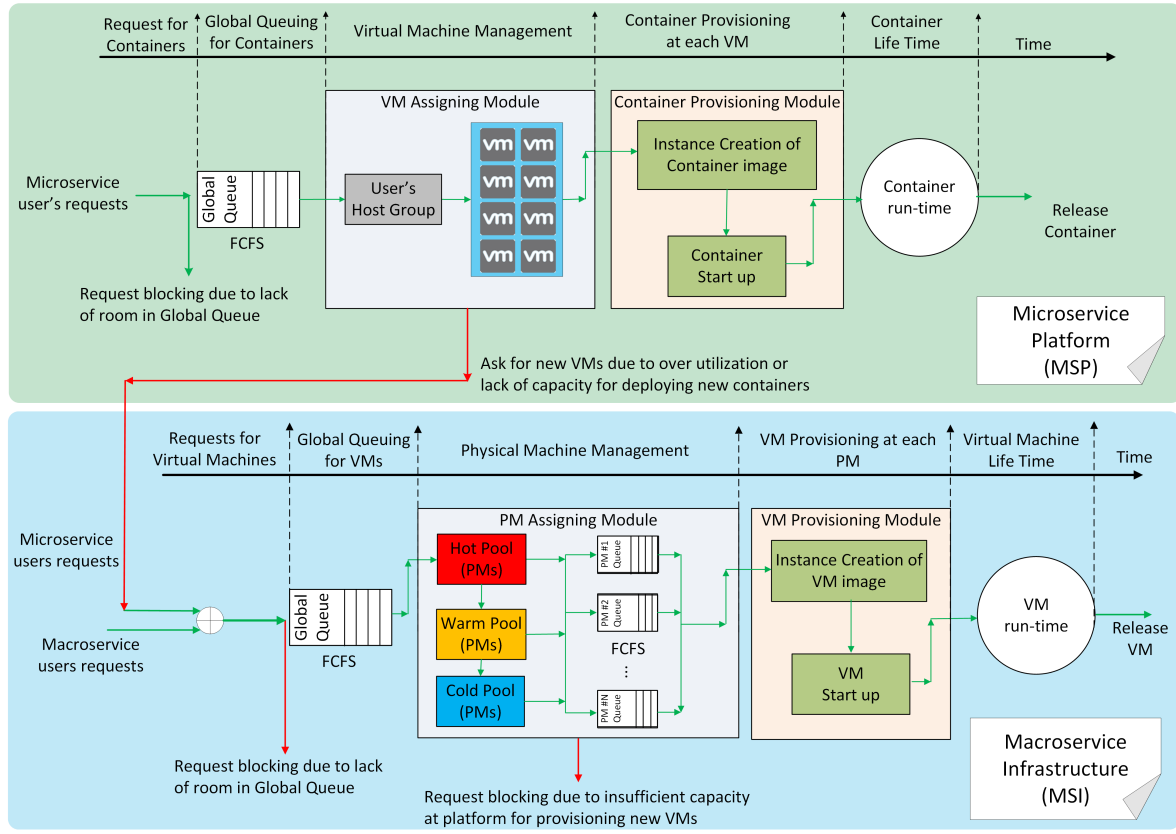 Request for
Containers
Global Queuing
for Containers
Virtual Machine Management
Container Provisioning
at each VM
Container
Life Time
Time
VM Assigning Module
Container Provisioning Module
vm vm
vm vm
vm vm
vm vm
Microservice
user's requests
Global
Queue
FCFS
User's
Host Group
Instance Creation of
Container image
Container
Start up
Container
run-time
Release
Container
Request blocking due to lack
of room in Global Queue
Microservice
Platform
(MSP)
Ask for new VMs due to over utilization or
lack of capacity for deploying new containers
Requests for
Virtual Machines
Global Queuing
for VMs
Physical Machine Management
VM Provisioning at each
PM
Virtual Machine
Life Time
Time
PM Assigning Module
VM Provisioning Module
Microservice
users requests
Macroservice
users requests
Global
Queue
FCFS
Hot Pool
(PMs)
Warm Pool
(PMs)
Cold Pool
(PMs)
PM #1
Queue
PM #2
Queue
FCFS
...
PM #N
Queue
Instance Creation of
VM image
VM
Start up
VM
run-time
Release
VM
Request blocking due to lack
of room in Global Queue
Request blocking due to insufficient capacity
at platform for provisioning new VMs
Macroservice
Infrastructure
(MSI)